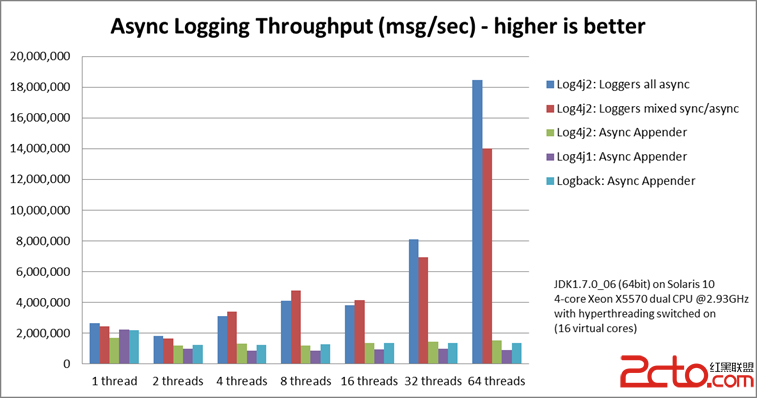 Async Logging Throughput (msg/sec) - higher is better
20,000,000
18,000,000
16,000,000
14,000,000
12,000,000
10,000,000
8,000,000
6,000,000
4,000,000
2,000,000
0
1 thread
2 threads
4 threads
8 threads
16 threads
32 threads
64 threads
Log4j2: Loggers all async
Log4j2: Loggers mixed sync/async
Log4j2: Async Appender
Log4j1: Async Appender
Logback: Async Appender
JDK1.7.0_06 (64bit) on Solaris 10
4-core Xeon X5570 dual CPU @2.93GHz
with hyperthreading switched on
(16 virtual cores)
2cto.com
红黑联盟